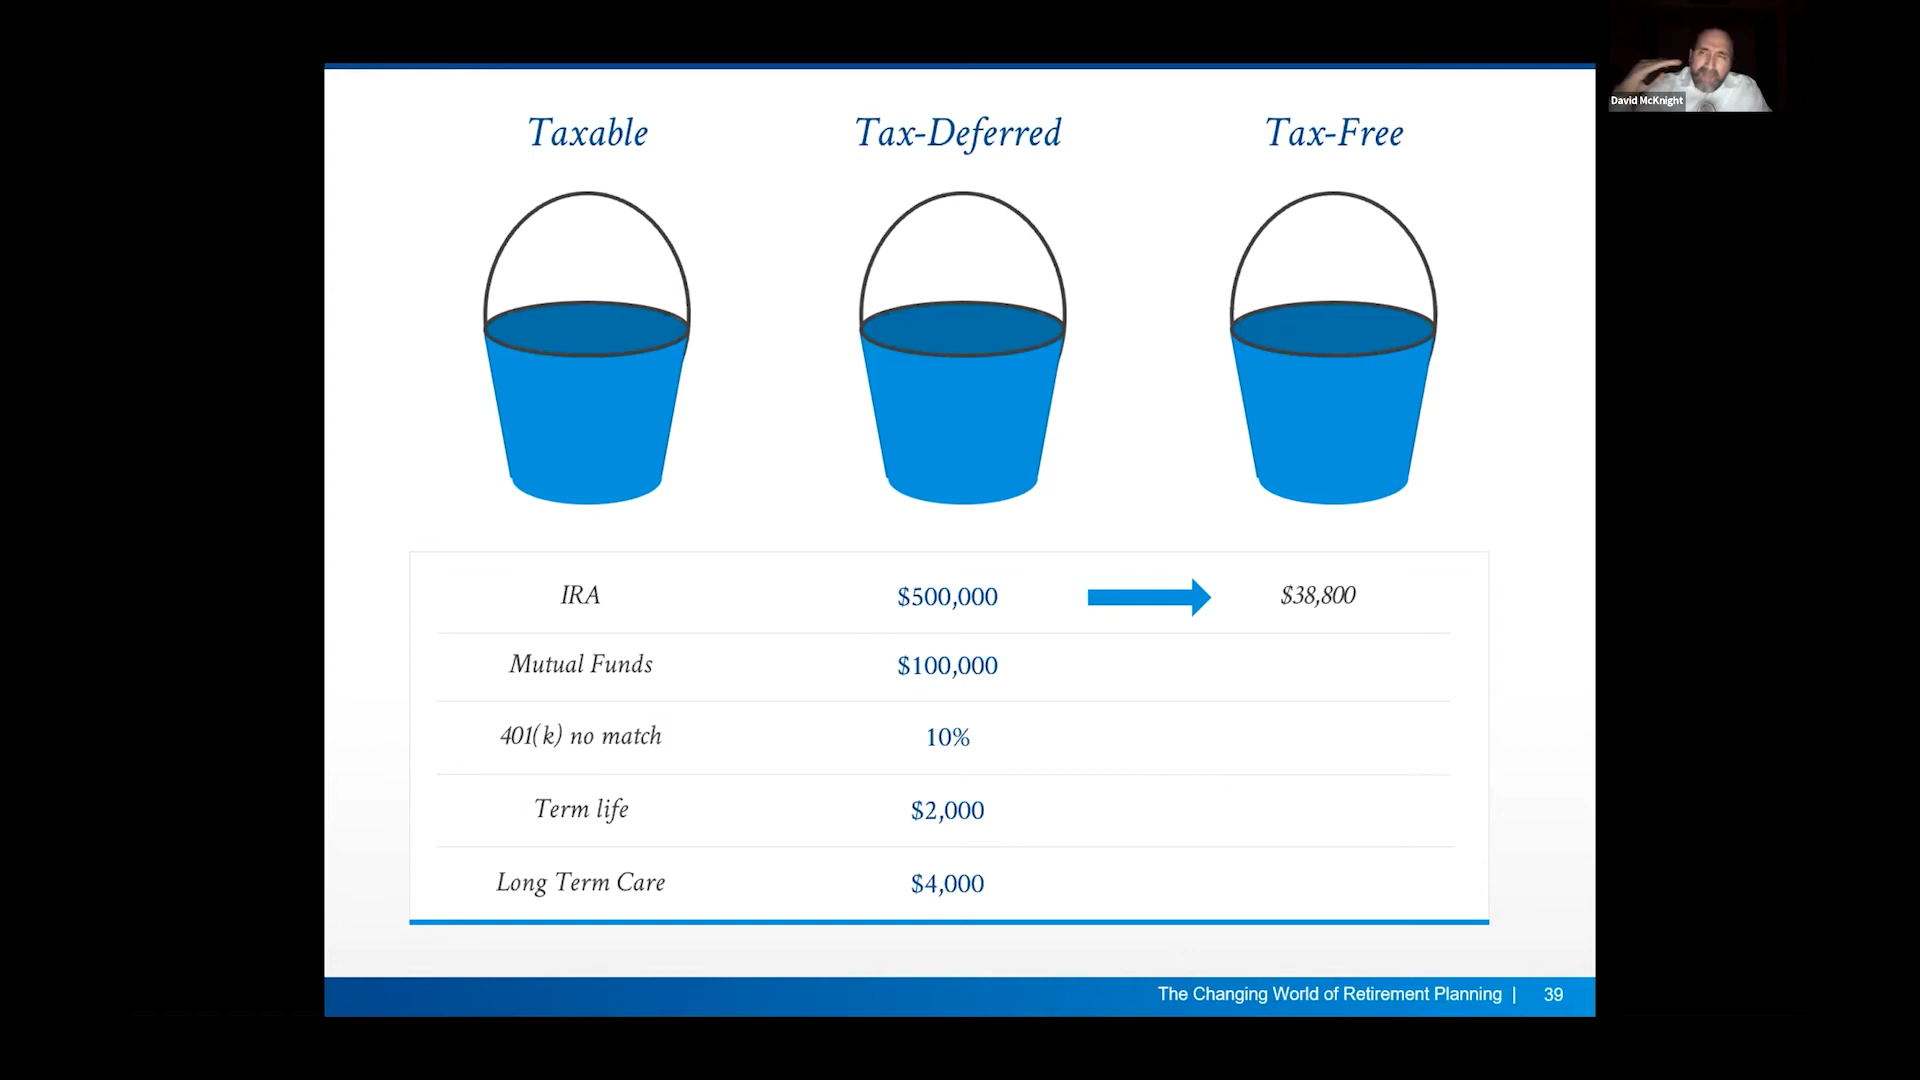 David McKnight
Taxable Tax-Deferred Tax-Free
IRA $500,000 $38,800
Mutual Funds $100,000
401(k) no match 10%
Term life $2,000
Long Term Care $4,000
The Changing World of Retirement Planning | 39